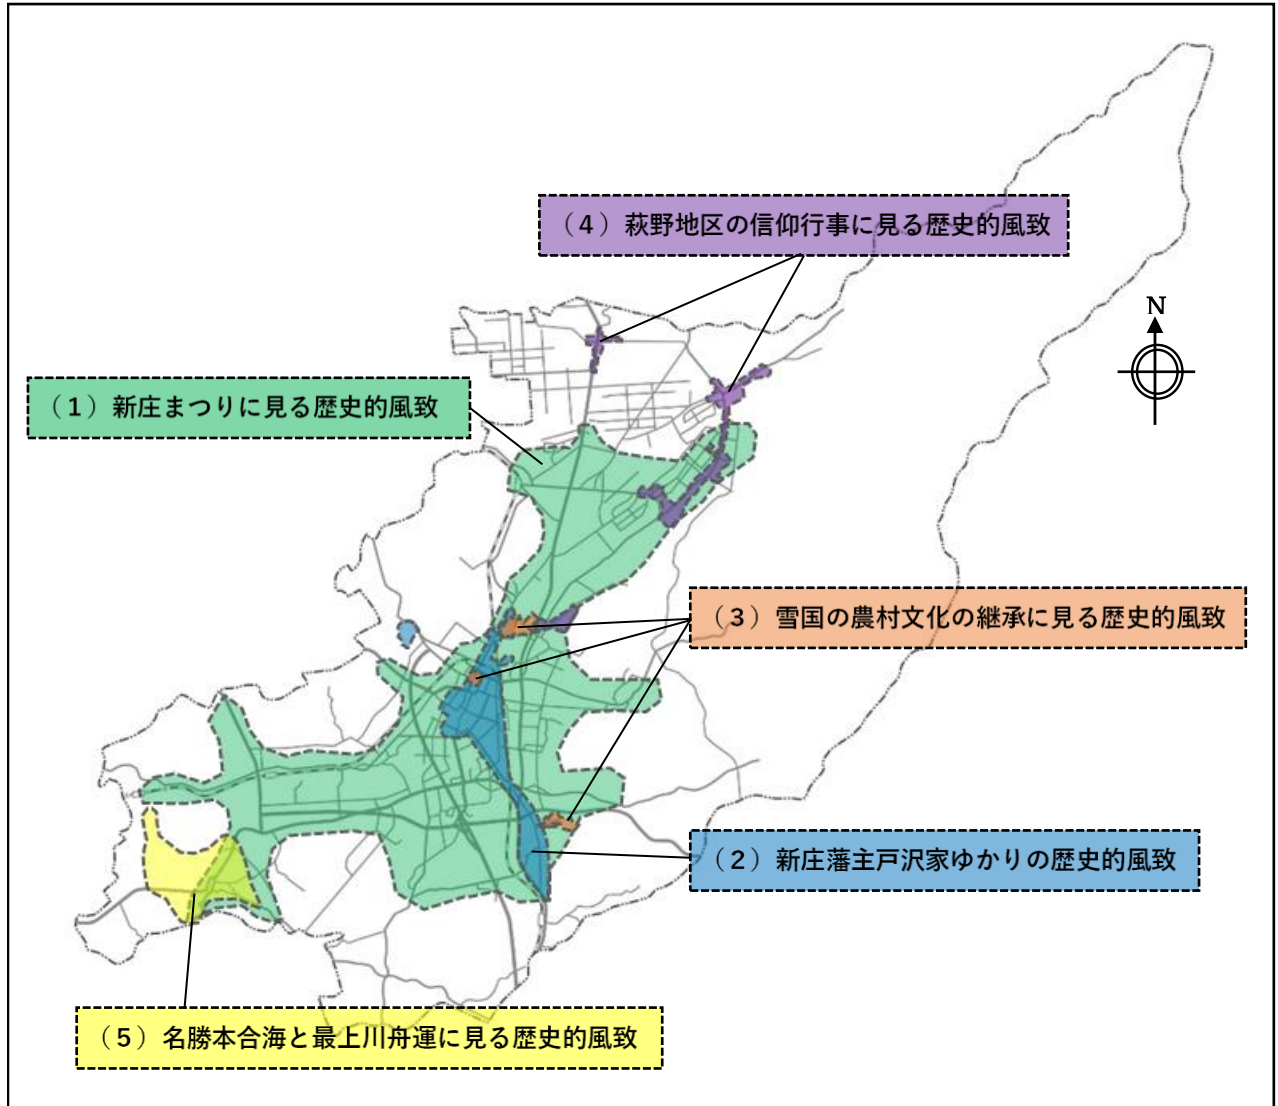 （４）萩野地区の信仰行事に見る歴史的風致
N
（１）新庄まつりに見る歴史的風致
（３）雪国の農村文化の継承に見る歴史的風致
（２）新庄藩主戸沢家ゆかりの歴史的風致
（５）名勝本合海と最上川舟運に見る歴史的風致